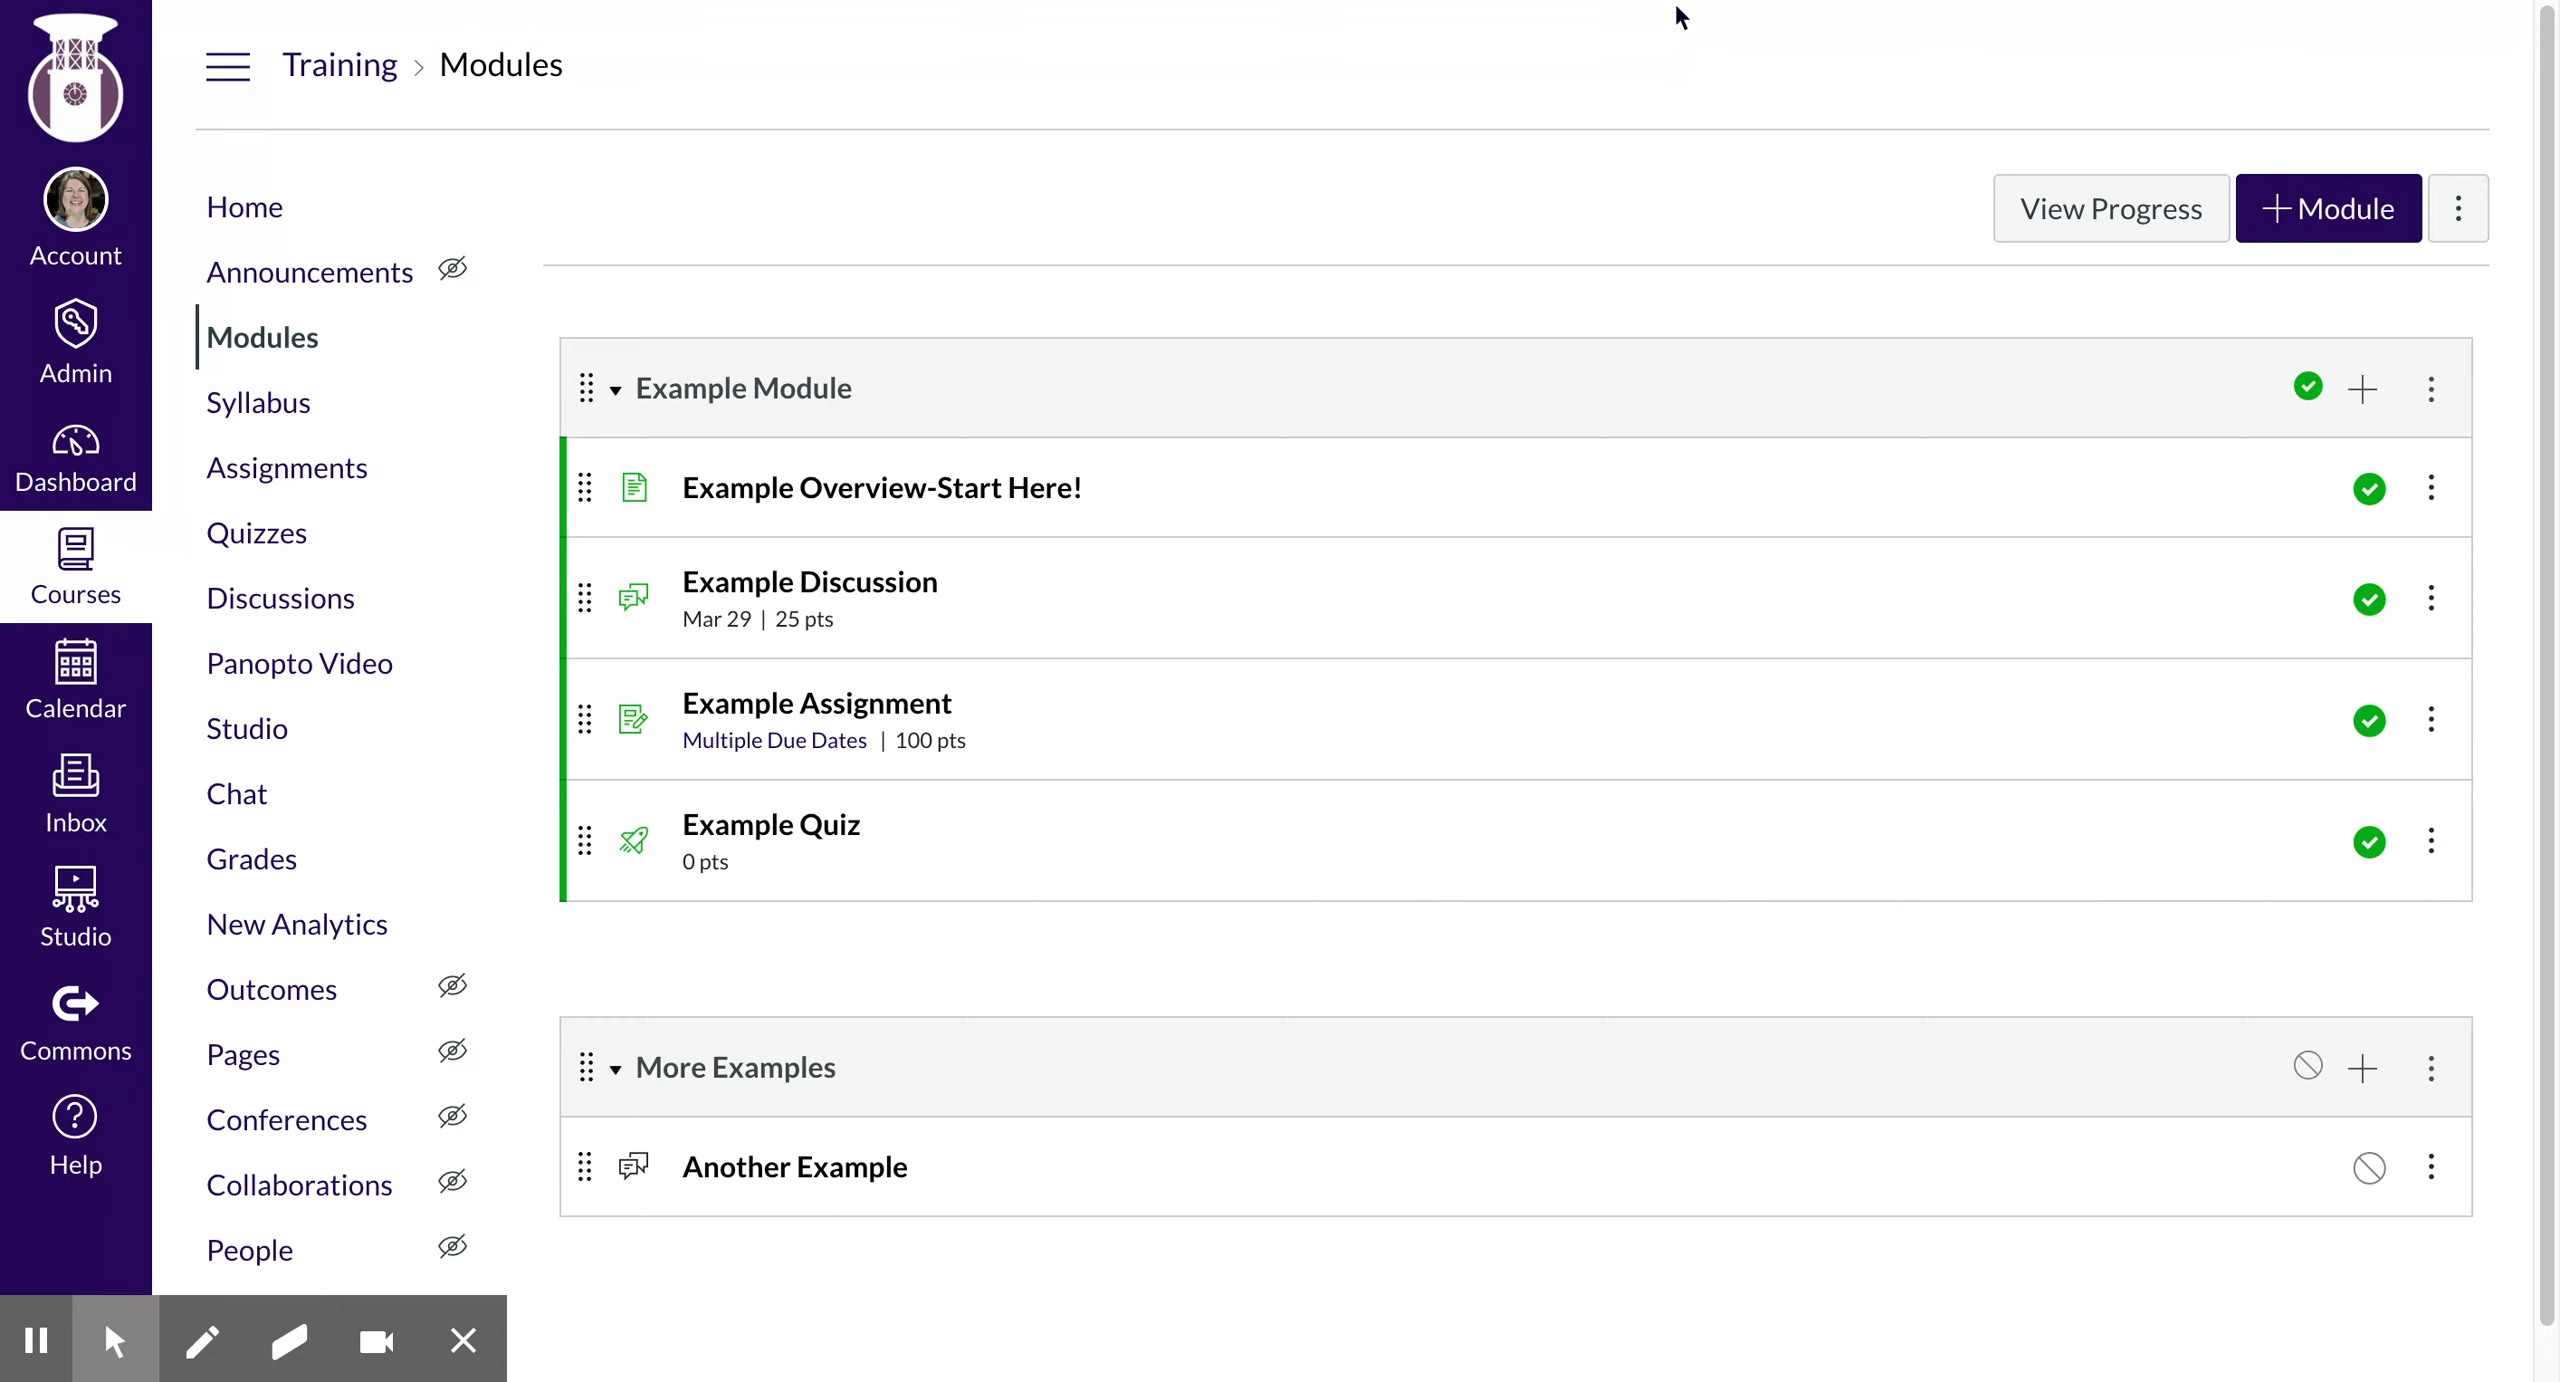 Training > Modules
Account
Admin
Dashboard
Courses
Calendar
Inbox
Studio
Commons
Help
Home
Announcements
Modules
Syllabus
Assignments
Quizzes
Discussions
Panopto Video
Studio
Chat
Grades
New Analytics
Outcomes
Pages
Conferences
Collaborations
People
View Progress
+ Module
Example Module
Example Overview-Start Here!
Example Discussion
Mar 29 | 25 pts
Example Assignment
Multiple Due Dates | 100 pts
Example Quiz
0 pts
More Examples
Another Example